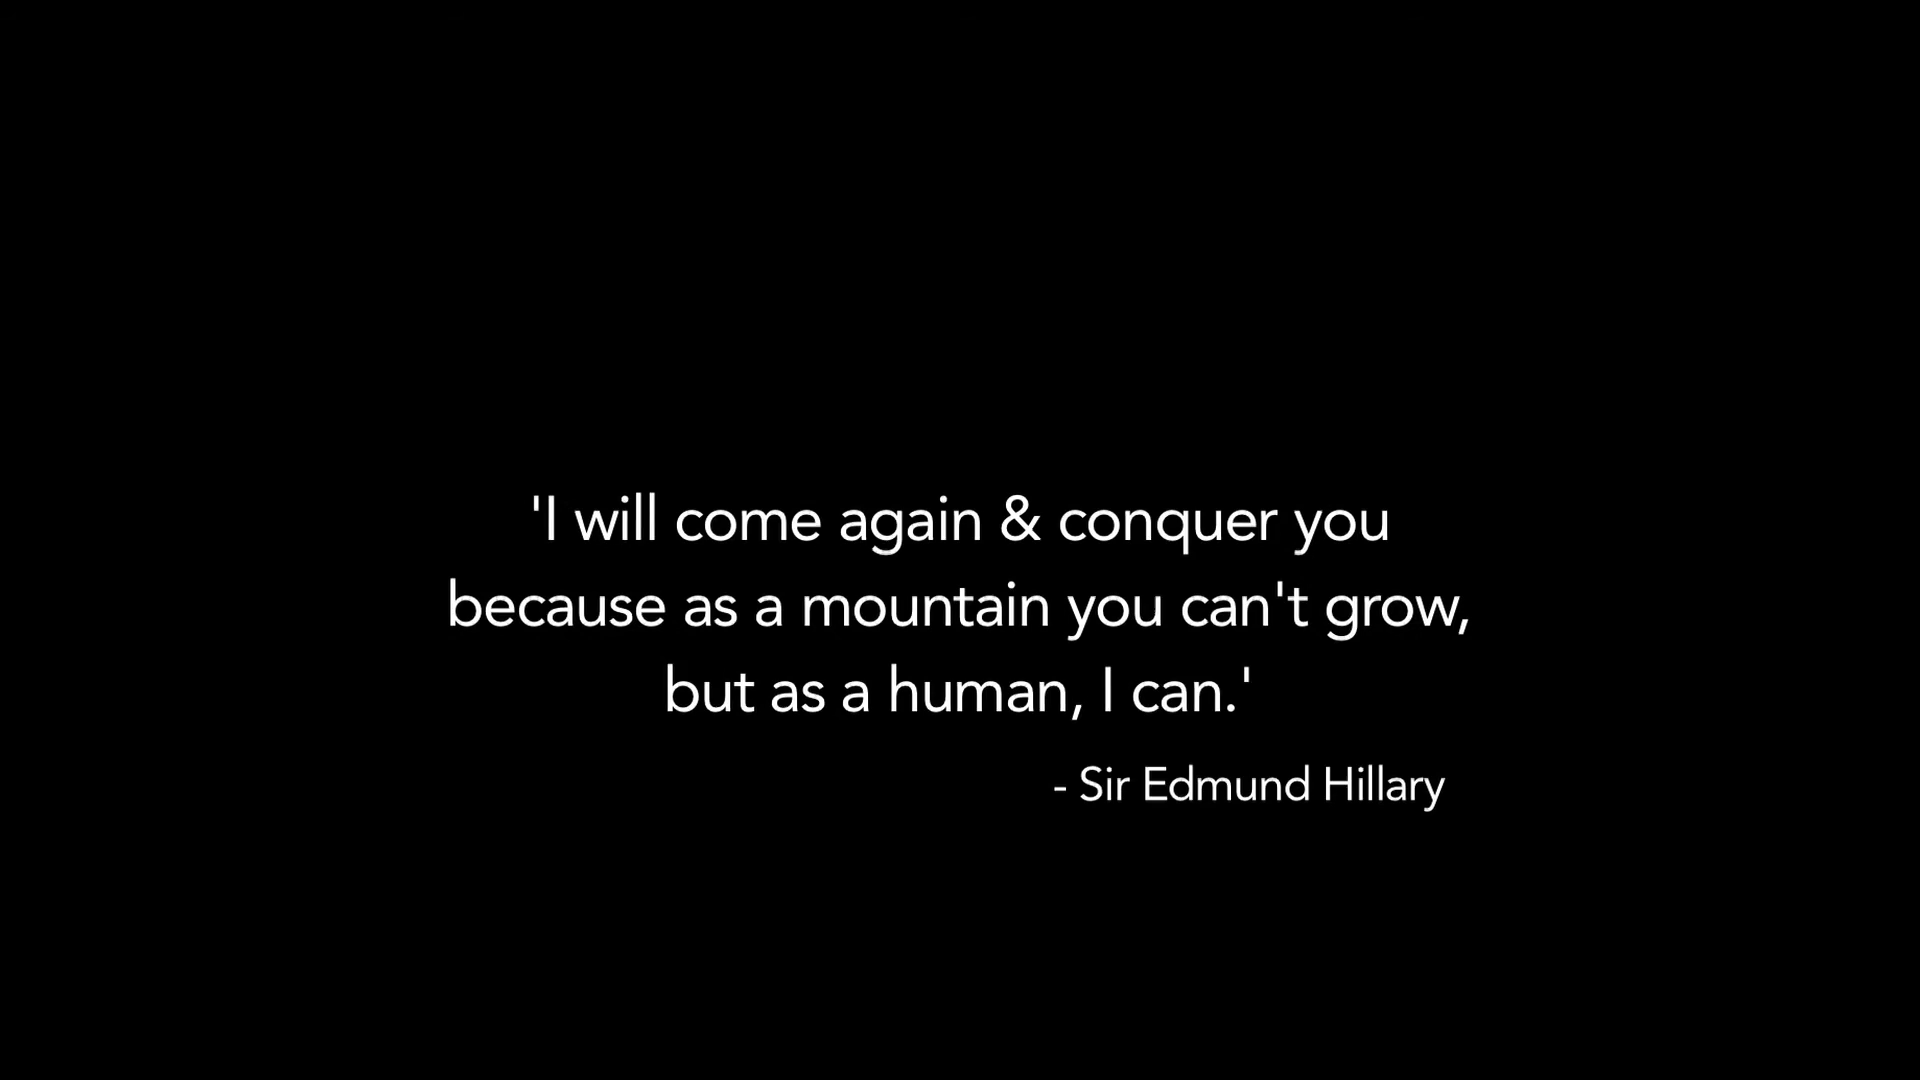 'I will come again & conquer you
because as a mountain you can't grow,
but as a human, I can.'
- Sir Edmund Hillary